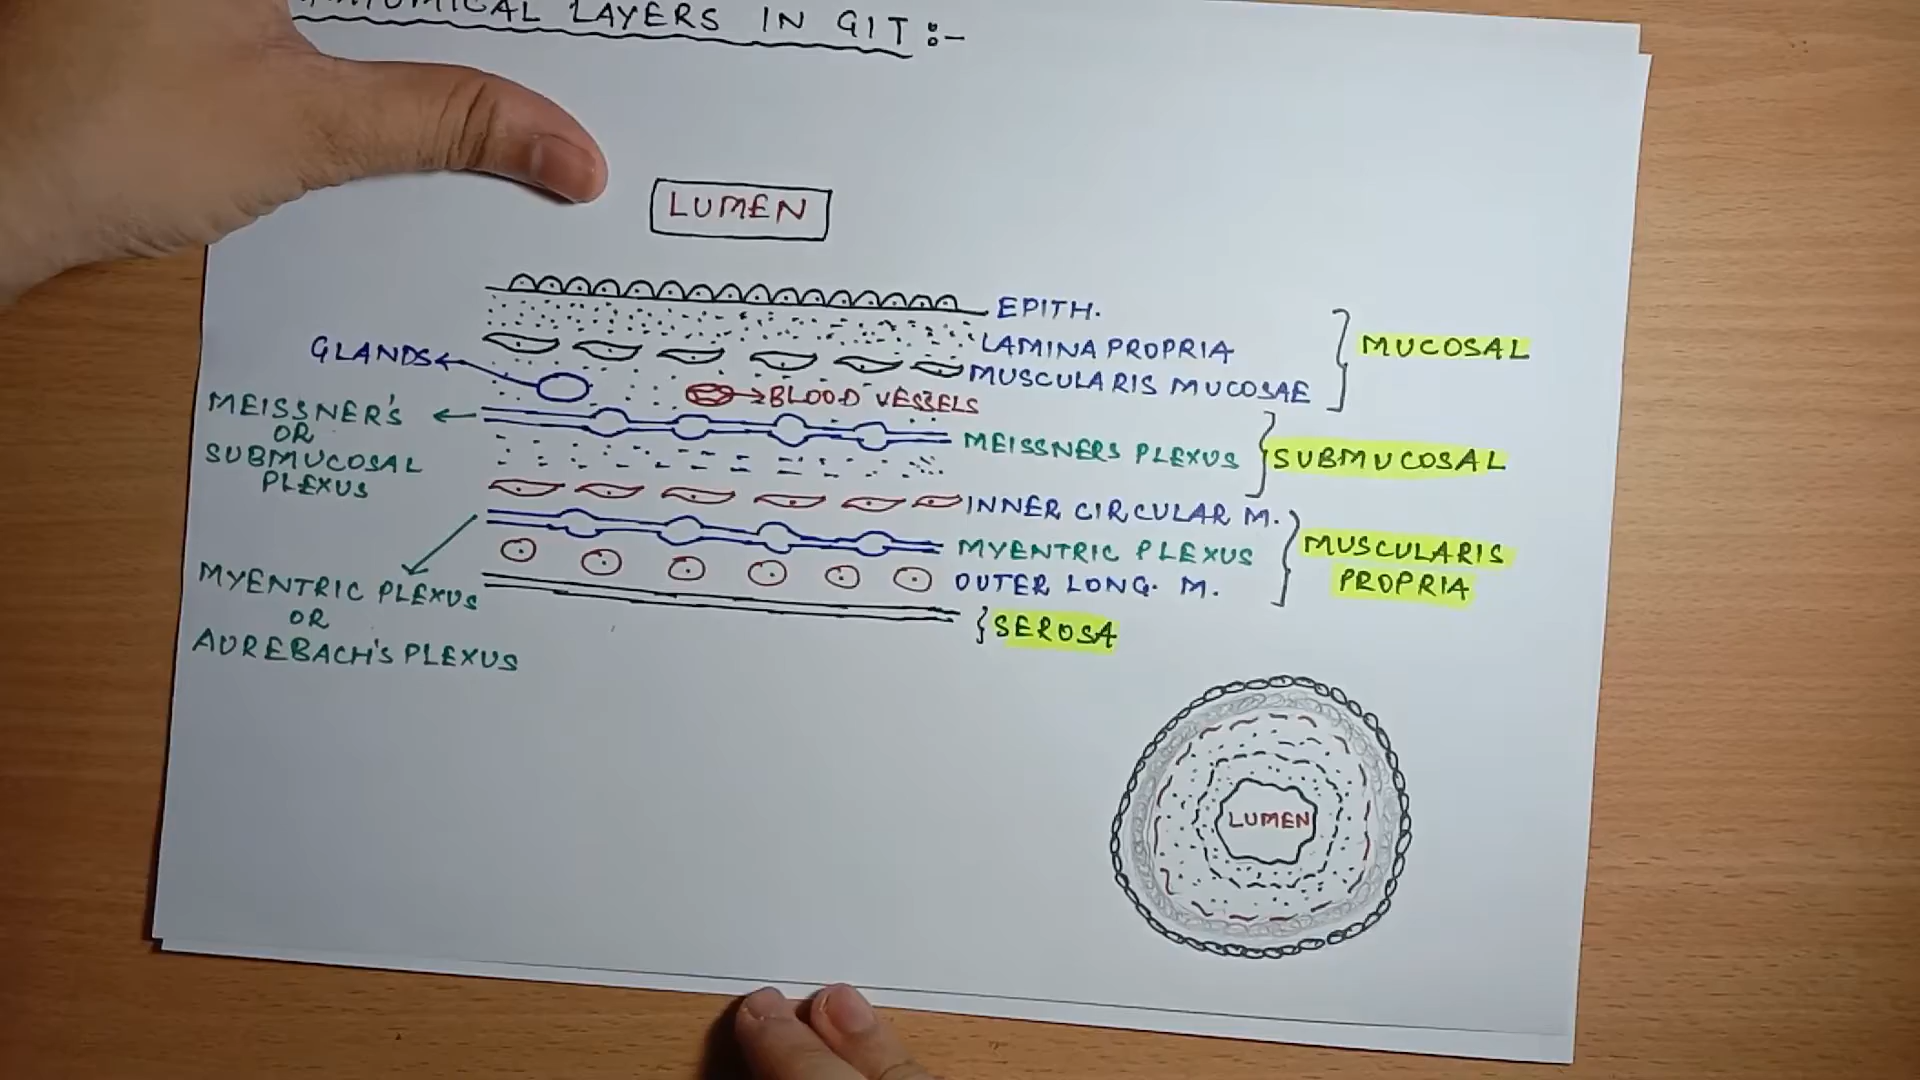 LAYERS IN GIT :-
LUMEN
EPITH.
LAMINA PROPRIA
MUSCULARIS MUCOSAE
MUCOSAL
GLANDS
BLOOD VESSELS
MEISSNER'S
OR
SUBMUCOSAL
PLEXUS
MEISSNERS PLEXUS
SUBMUCOSAL
INNER CIRCULAR M.
MYENTRIC PLEXUS
OUTER LONG. M.
MUSCULARIS
PROPRIA
MYENTRIC PLEXUS
OR
AUREBACH'S PLEXUS
SEROSA
LUMEN